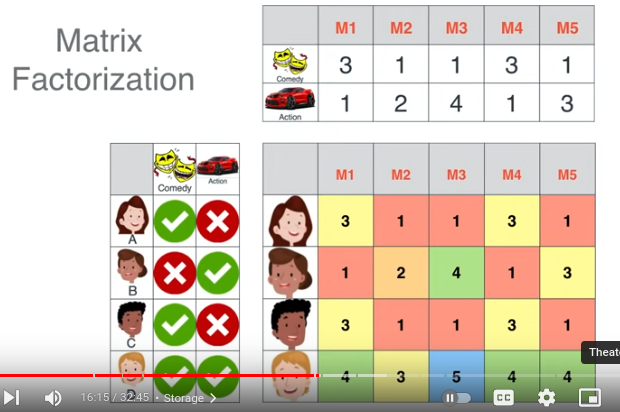 Matrix
Factorization
M1 M2 M3 M4 M5
Comedy 3 1 1 3 1
Action 1 2 4 1 3
Comedy Action
M1 M2 M3 M4 M5
A
3 1 1 3 1
B
1 2 4 1 3
C
3 1 1 3 1
4 3 5 4 4
Theat
16:15 / 32:45 • Storage >
CC